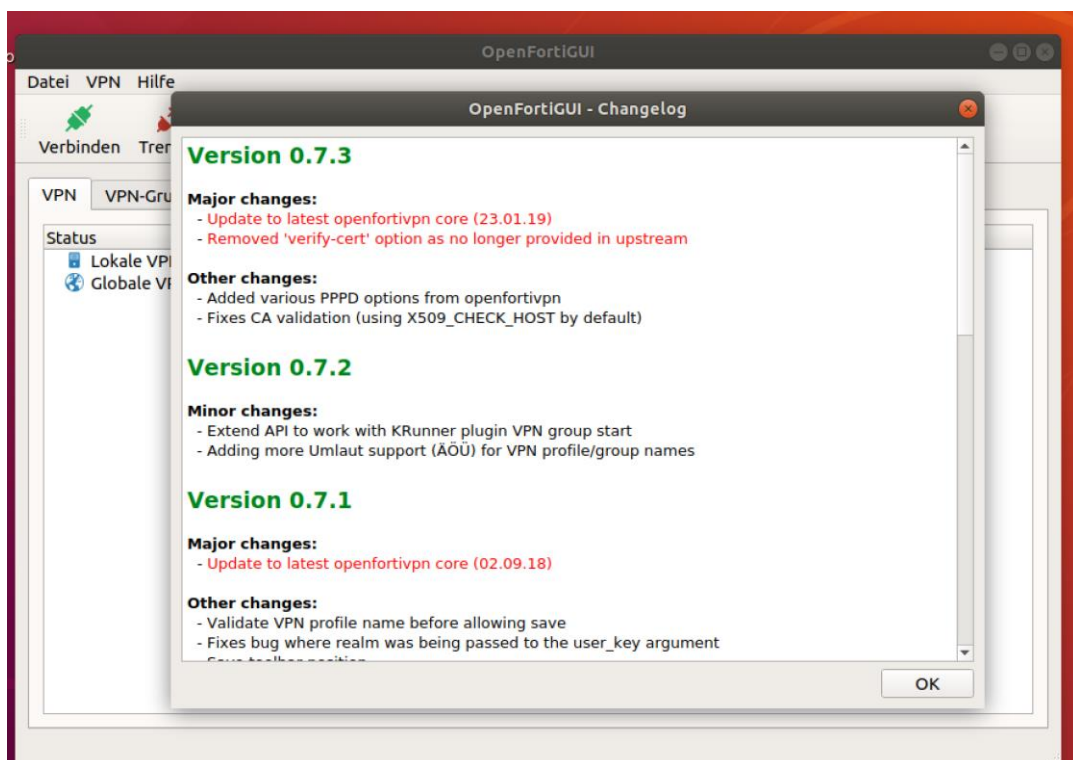 OpenFortiGUI
Datei VPN Hilfe
OpenFortiGUI - Changelog
Verbinden
VPN
Status
Lokale
Globale
Version 0.7.3
Major changes:
- Update to latest openfortivpn core (23.01.19)
- Removed 'verify-cert' option as no longer provided in upstream
Other changes:
- Added various PPPD options from openfortivpn
- Fixes CA validation (using X509_CHECK_HOST by default)
Version 0.7.2
Minor changes:
- Extend API to work with KRunner plugin VPN group start
- Adding more Umlaut support (ÄÖÜ) for VPN profile/group names
Version 0.7.1
Major changes:
- Update to latest openfortivpn core (02.09.18)
Other changes:
- Validate VPN profile name before allowing save
- Fixes bug where realm was being passed to the user_key argument
- Save toolbar position
OK